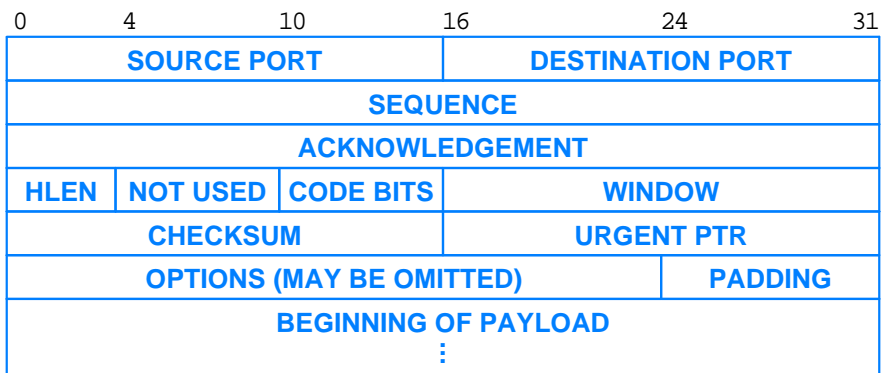 0 4 10 16 24 31
SOURCE PORT DESTINATION PORT
SEQUENCE
ACKNOWLEDGEMENT
HLEN NOT USED CODE BITS WINDOW
CHECKSUM URGENT PTR
OPTIONS (MAY BE OMITTED) PADDING
BEGINNING OF PAYLOAD
⋮